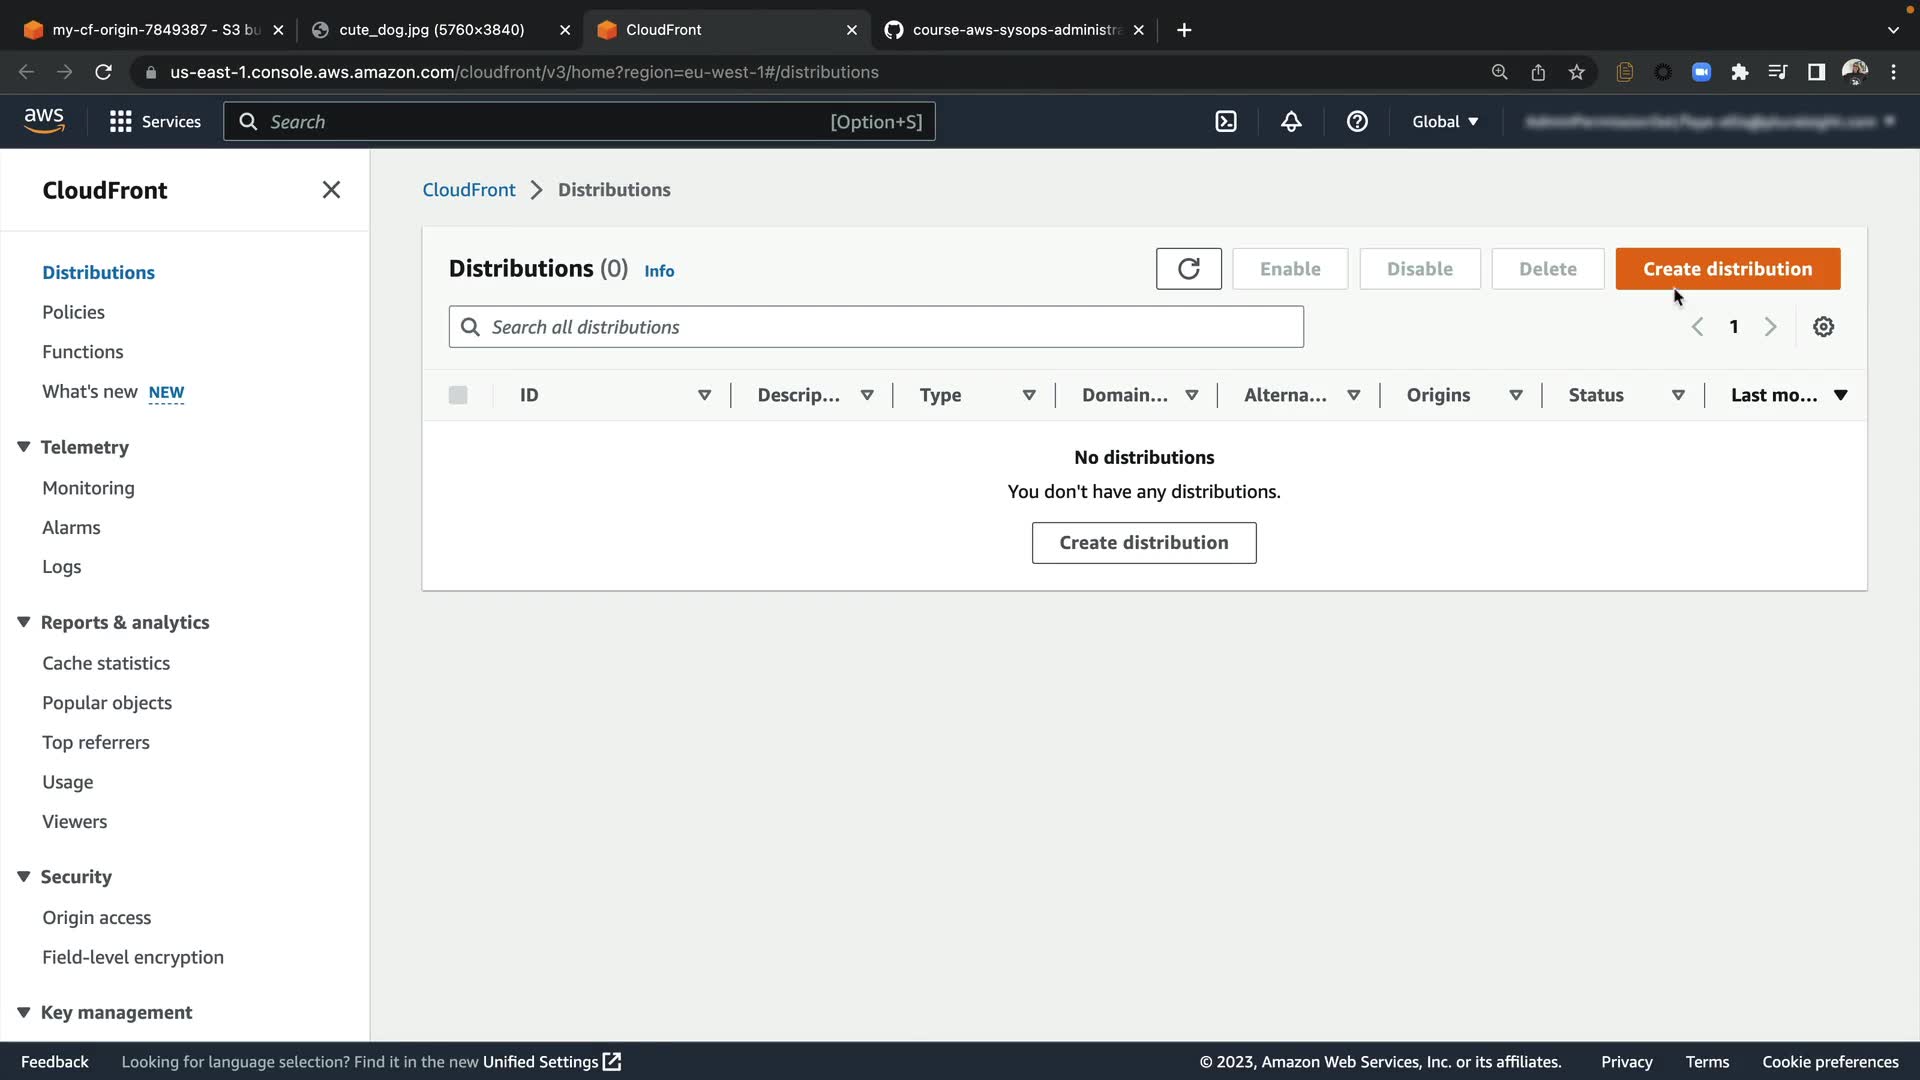 my-cf-origin-7849387 - S3 bu
cute_dog.jpg (5760×3840)
CloudFront
course-aws-sysops-administra
us-east-1.console.aws.amazon.com/cloudfront/v3/home?region=eu-west-1#/distributions
aws
Services
Search
[Option+S]
Global
CloudFront
CloudFront
Distributions
Distributions
Policies
Functions
What's new NEW
Telemetry
Monitoring
Alarms
Logs
Reports & analytics
Cache statistics
Popular objects
Top referrers
Usage
Viewers
Security
Origin access
Field-level encryption
Key management
Distributions (0) Info
Enable
Disable
Delete
Create distribution
Search all distributions
1
ID
Descrip...
Type
Domain...
Alterna...
Origins
Status
Last mo...
No distributions
You don't have any distributions.
Create distribution
Feedback
Looking for language selection? Find it in the new Unified Settings
© 2023, Amazon Web Services, Inc. or its affiliates.
Privacy
Terms
Cookie preferences